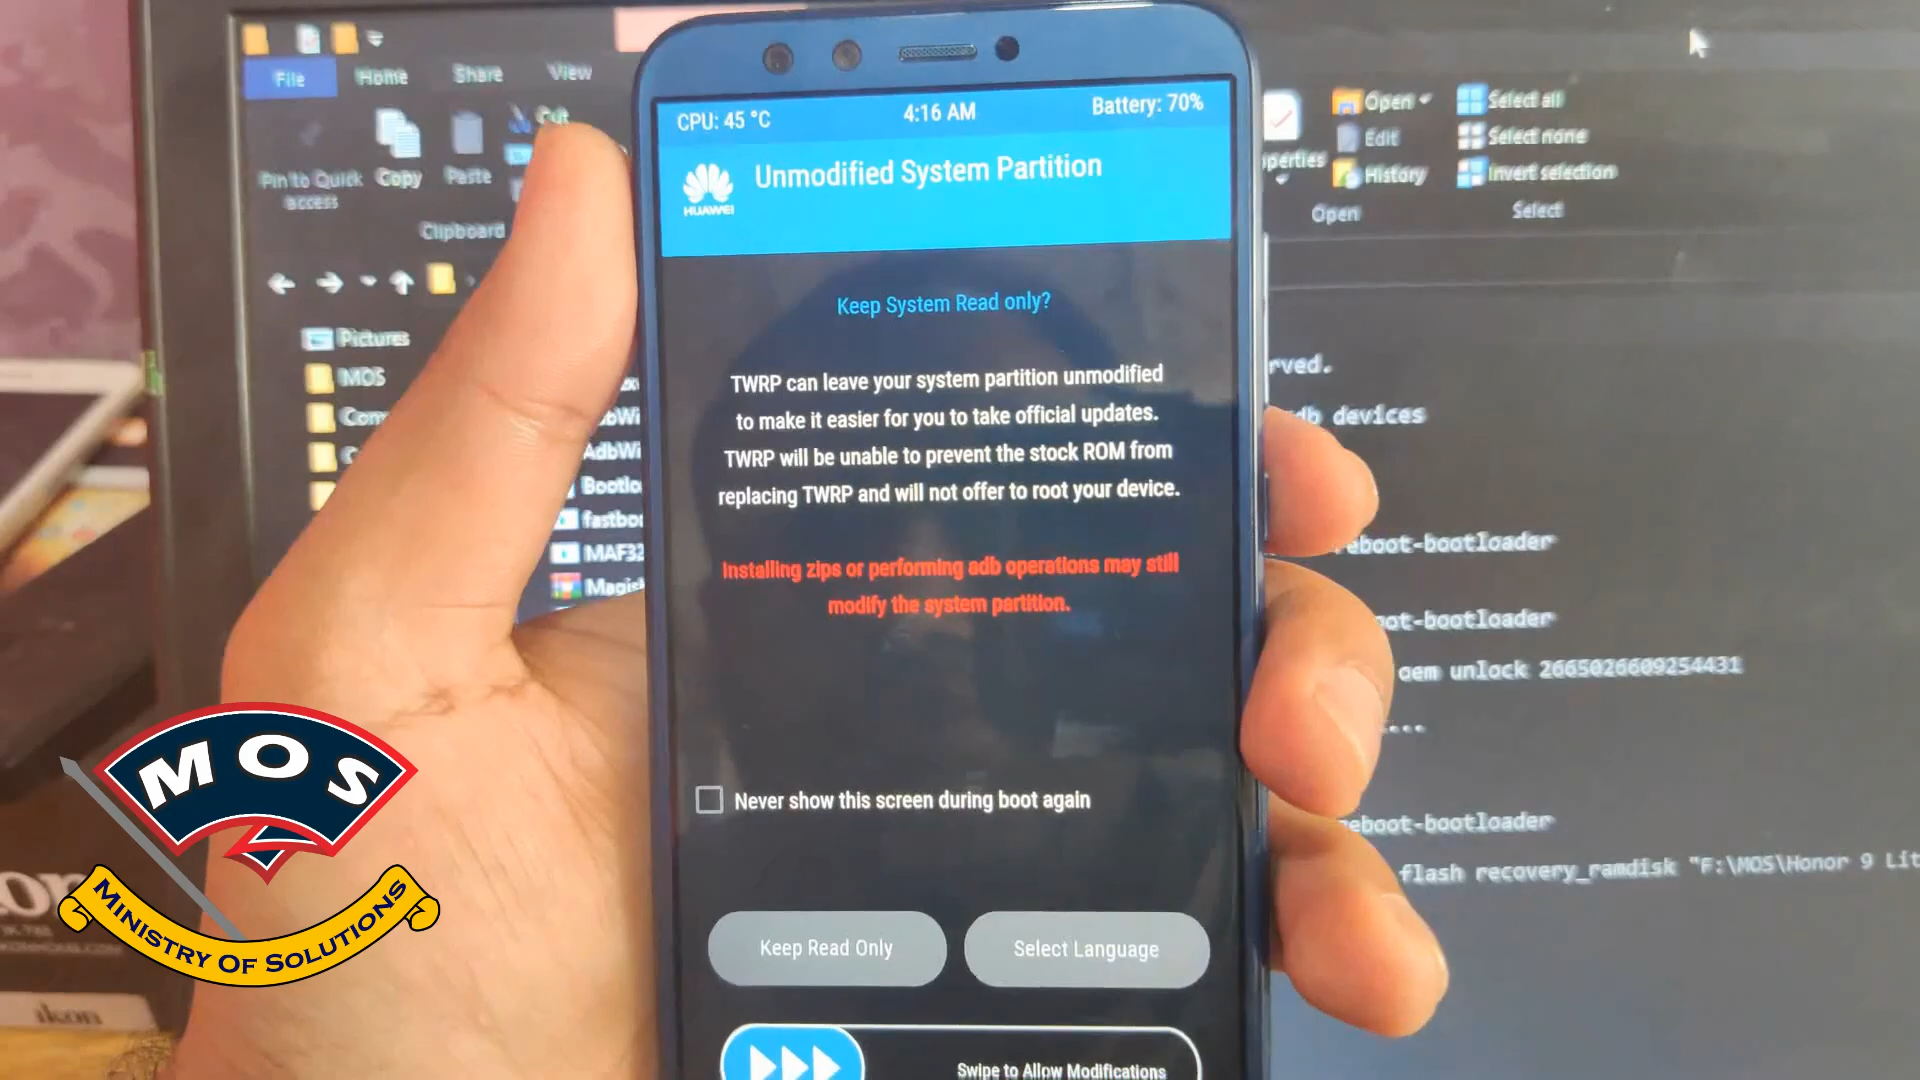 File
Home
Share
View
Pin to Quick
access
Copy
Paste
Cut
Clipboard
Open
Edit
History
Open
Select all
Select none
Invert selection
Select
Pictures
MOS
AdbWi
Bootlo
fastboo
MAF32
Magisk
CPU: 45 °C
4:16 AM
Battery: 70%
HUAWEI
Unmodified System Partition
Keep System Read only?
TWRP can leave your system partition unmodified
to make it easier for you to take official updates.
TWRP will be unable to prevent the stock ROM from
replacing TWRP and will not offer to root your device.
Installing zips or performing adb operations may still
modify the system partition.
Never show this screen during boot again
Keep Read Only
Select Language
Swipe to Allow Modifications
rved.
db devices
reboot-bootloader
oot-bootloader
oem unlock 2665026609254431
....
reboot-bootloader
flash recovery_ramdisk "F:\MOS\Honor 9 Lit
MOS
MINISTRY OF SOLUTIONS
ikon